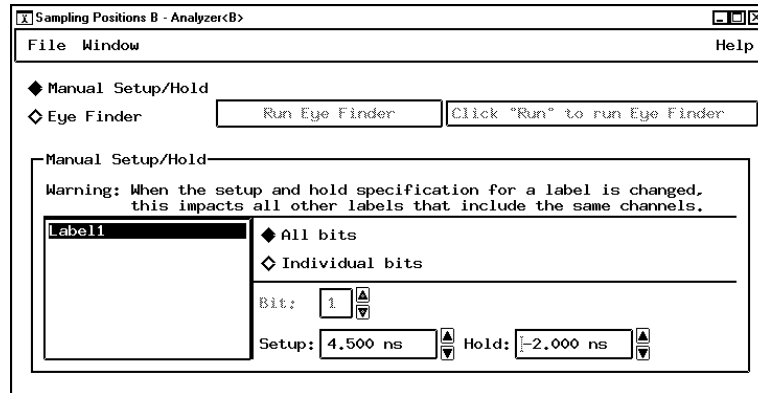 Sampling Positions B - Analyzer<B>
File Window Help
Manual Setup/Hold
Eye Finder Run Eye Finder Click "Run" to run Eye Finder
Manual Setup/Hold
Warning: When the setup and hold specification for a label is changed,
this impacts all other labels that include the same channels.
Label1
All bits
Individual bits
Bit: 1
Setup: 4.500 ns Hold: -2.000 ns